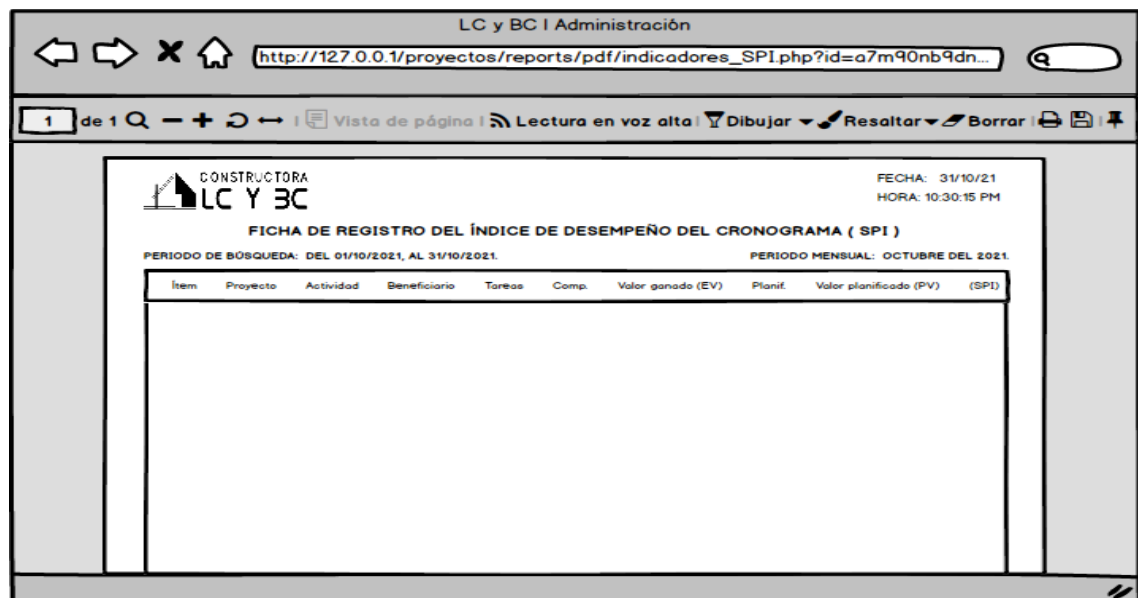 LC y BC I Administración
http://127.0.0.1/proyectos/reports/pdf/indicadores_SPI.php?id=a7m90nb9dn...
1 de 1 Vista de página Lectura en voz alta Dibujar Resaltar Borrar
CONSTRUCTORA
LC Y BC
FECHA: 31/10/21
HORA: 10:30:15 PM
FICHA DE REGISTRO DEL ÍNDICE DE DESEMPEÑO DEL CRONOGRAMA ( SPI )
PERIODO DE BÚSQUEDA: DEL 01/10/2021, AL 31/10/2021. PERIODO MENSUAL: OCTUBRE DEL 2021.
Ítem Proyecto Actividad Beneficiario Tareas Comp. Valor ganado (EV) Planif. Valor planificado (PV) (SPI)